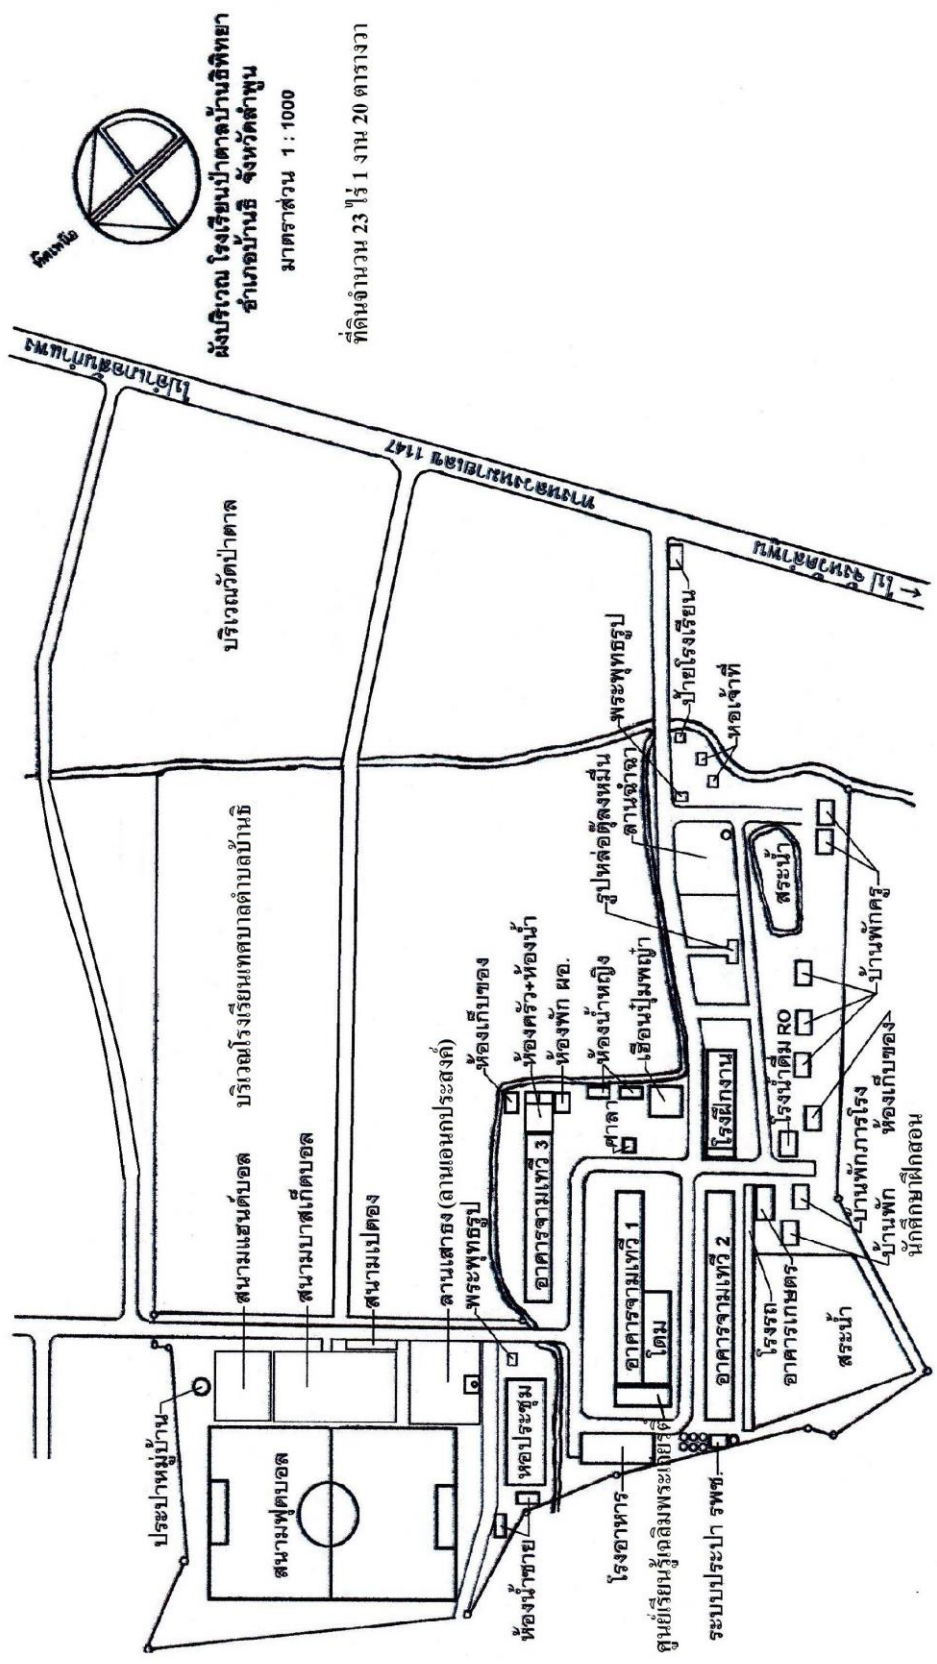 ทิศเหนือ
ผังบริเวณ โรงเรียนป่าตาลบ้านธิพิทยา
อำเภอบ้านธิ จังหวัดลำพูน
มาตราส่วน 1 : 1000
ที่ดินจำนวน 23 ไร่ 1 งาน 20 ตารางวา
ไปอำเภอสันกำแพง
ทางหลวงหมายเลข 1147
ไป จังหวัดลำพูน
บริเวณวัดป่าตาล
บริเวณโรงเรียนเทศบาลตำบลบ้านธิ
ประปาหมู่บ้าน
สนามแฮนด์บอล
สนามบาสเก็ตบอล
สนามเปตอง
ลานเสาธง (ลานเอนกประสงค์)
พระพุทธรูป
สนามฟุตบอล
หอประชุม
ห้องน้ำชาย
โรงอาหาร
ศูนย์เรียนรู้เฉลิมพระเกียรติ
ระบบประปา รพช.
ห้องเก็บของ
ห้องครัว+ห้องน้ำ
ห้องพัก ผอ.
ห้องน้ำหญิง
เฮือนปุ๋มพญ๋า
ศาลา
อาคารจามเทวี 3
อาคารจามเทวี 1
โดม
อาคารจามเทวี 2
โรงฝึกงาน
รูปหล่อตุ๊ลุงหมื่น
ลานฉำฉา
พระพุทธรูป
ป้ายโรงเรียน
หอเจ้าที่
สระน้ำ
บ้านพักครู
โรงน้ำดื่ม RO
ห้องเก็บของ
บ้านพักภารโรง
บ้านพัก
นักศึกษาฝึกสอน
โรงรถ
อาคารเกษตร
สระน้ำ